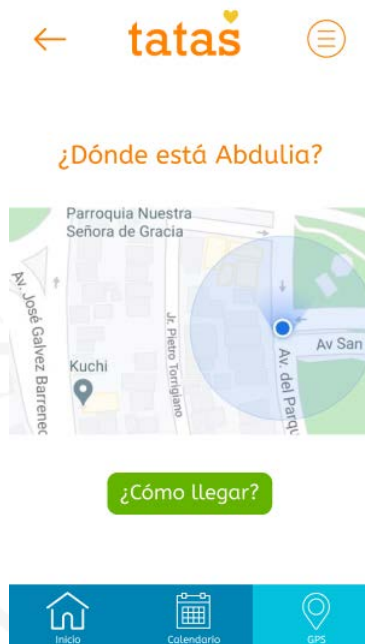 tatas
¿Dónde está Abdulia?
Parroquia Nuestra
Señora de Gracia
Av. José Galvez Barrenec
Jr. Pietro Torrigiano
Kuchi
Av San
Av. del Parqu
¿Cómo llegar?
Inicio
Calendario
GPS